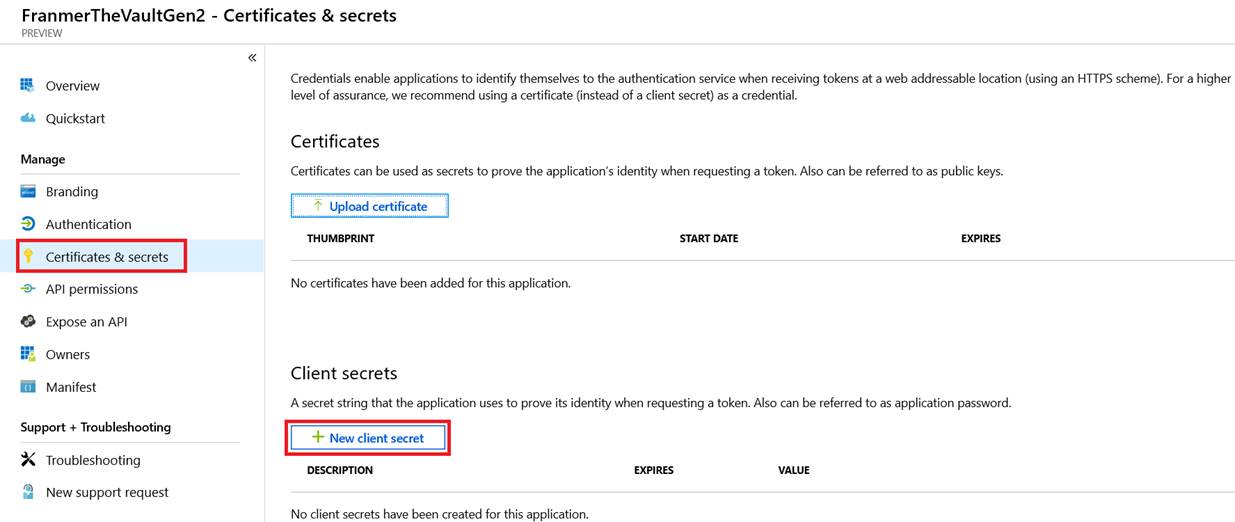 FranmerTheVaultGen2 - Certificates & secrets
PREVIEW
«
Overview
Quickstart
Manage
Branding
Authentication
Certificates & secrets
API permissions
Expose an API
Owners
Manifest
Support + Troubleshooting
Troubleshooting
New support request
Credentials enable applications to identify themselves to the authentication service when receiving tokens at a web addressable location (using an HTTPS scheme). For a higher
level of assurance, we recommend using a certificate (instead of a client secret) as a credential.
Certificates
Certificates can be used as secrets to prove the application's identity when requesting a token. Also can be referred to as public keys.
Upload certificate
THUMBPRINT START DATE EXPIRES
No certificates have been added for this application.
Client secrets
A secret string that the application uses to prove its identity when requesting a token. Also can be referred to as application password.
+ New client secret
DESCRIPTION EXPIRES VALUE
No client secrets have been created for this application.